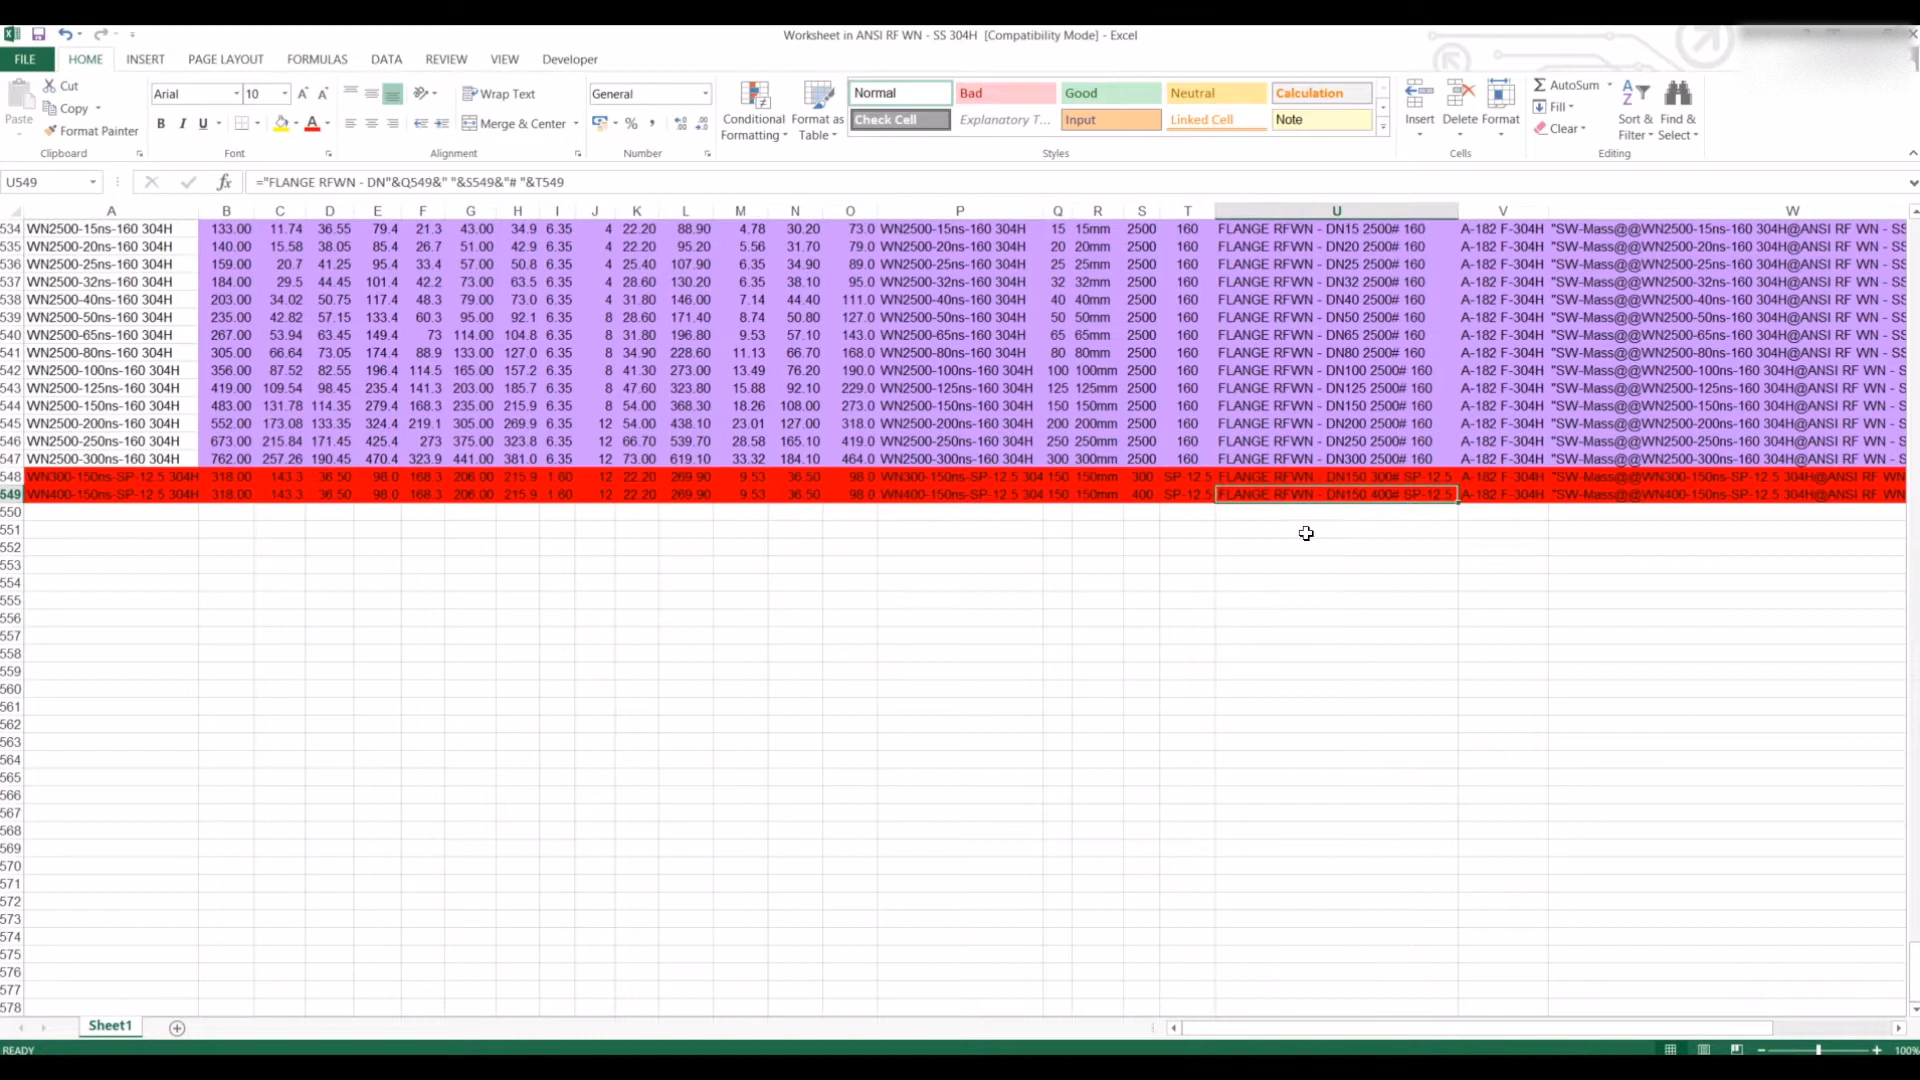 Worksheet in ANSI RF WN - SS 304H [Compatibility Mode] - Excel
FILE HOME INSERT PAGE LAYOUT FORMULAS DATA REVIEW VIEW Developer
Paste Cut Copy Format Painter Clipboard
Arial 10 B I U A Font
Wrap Text Merge & Center Alignment
General % , Number
Conditional Formatting Format as Table
Normal Bad Good Neutral Calculation
Check Cell Explanatory T... Input Linked Cell Note
Styles
Insert Delete Format Cells
AutoSum Fill Clear Sort & Filter Find & Select Editing
U549 fx ="FLANGE RFWN - DN"&Q549&" "&S549&"# "&T549
A B C D E F G H I J K L M N O P Q R S T U V W
534 WN2500-15ns-160 304H 133.00 11.74 36.55 79.4 21.3 43.00 34.9 6.35 4 22.20 88.90 4.78 30.20 73.0 WN2500-15ns-160 304H 15 15mm 2500 160 FLANGE RFWN - DN15 2500# 160 A-182 F-304H "SW-Mass@@WN2500-15ns-160 304H@ANSI RF WN - SS
535 WN2500-20ns-160 304H 140.00 15.58 38.05 85.4 26.7 51.00 42.9 6.35 4 22.20 95.20 5.56 31.70 79.0 WN2500-20ns-160 304H 20 20mm 2500 160 FLANGE RFWN - DN20 2500# 160 A-182 F-304H "SW-Mass@@WN2500-20ns-160 304H@ANSI RF WN - SS
536 WN2500-25ns-160 304H 159.00 20.7 41.25 95.4 33.4 57.00 50.8 6.35 4 25.40 107.90 6.35 34.90 89.0 WN2500-25ns-160 304H 25 25mm 2500 160 FLANGE RFWN - DN25 2500# 160 A-182 F-304H "SW-Mass@@WN2500-25ns-160 304H@ANSI RF WN - SS
537 WN2500-32ns-160 304H 184.00 29.5 44.45 101.4 42.2 73.00 63.5 6.35 4 28.60 130.20 6.35 38.10 95.0 WN2500-32ns-160 304H 32 32mm 2500 160 FLANGE RFWN - DN32 2500# 160 A-182 F-304H "SW-Mass@@WN2500-32ns-160 304H@ANSI RF WN - SS
538 WN2500-40ns-160 304H 203.00 34.02 50.75 117.4 48.3 79.00 73.0 6.35 4 31.80 146.00 7.14 44.40 111.0 WN2500-40ns-160 304H 40 40mm 2500 160 FLANGE RFWN - DN40 2500# 160 A-182 F-304H "SW-Mass@@WN2500-40ns-160 304H@ANSI RF WN - SS
539 WN2500-50ns-160 304H 235.00 42.82 57.15 133.4 60.3 95.00 92.1 6.35 8 28.60 171.40 8.74 50.80 127.0 WN2500-50ns-160 304H 50 50mm 2500 160 FLANGE RFWN - DN50 2500# 160 A-182 F-304H "SW-Mass@@WN2500-50ns-160 304H@ANSI RF WN - SS
540 WN2500-65ns-160 304H 267.00 53.94 63.45 149.4 73 114.00 104.8 6.35 8 31.80 196.80 9.53 57.10 143.0 WN2500-65ns-160 304H 65 65mm 2500 160 FLANGE RFWN - DN65 2500# 160 A-182 F-304H "SW-Mass@@WN2500-65ns-160 304H@ANSI RF WN - SS
541 WN2500-80ns-160 304H 305.00 66.64 73.05 174.4 88.9 133.00 127.0 6.35 8 34.90 228.60 11.13 66.70 168.0 WN2500-80ns-160 304H 80 80mm 2500 160 FLANGE RFWN - DN80 2500# 160 A-182 F-304H "SW-Mass@@WN2500-80ns-160 304H@ANSI RF WN - SS
542 WN2500-100ns-160 304H 356.00 87.52 82.55 196.4 114.5 165.00 157.2 6.35 8 41.30 273.00 13.49 76.20 190.0 WN2500-100ns-160 304H 100 100mm 2500 160 FLANGE RFWN - DN100 2500# 160 A-182 F-304H "SW-Mass@@WN2500-100ns-160 304H@ANSI RF WN - S
543 WN2500-125ns-160 304H 419.00 109.54 98.45 235.4 141.3 203.00 185.7 6.35 8 47.60 323.80 15.88 92.10 229.0 WN2500-125ns-160 304H 125 125mm 2500 160 FLANGE RFWN - DN125 2500# 160 A-182 F-304H "SW-Mass@@WN2500-125ns-160 304H@ANSI RF WN - S
544 WN2500-150ns-160 304H 483.00 131.78 114.35 279.4 168.3 235.00 215.9 6.35 8 54.00 368.30 18.26 108.00 273.0 WN2500-150ns-160 304H 150 150mm 2500 160 FLANGE RFWN - DN150 2500# 160 A-182 F-304H "SW-Mass@@WN2500-150ns-160 304H@ANSI RF WN - S
545 WN2500-200ns-160 304H 552.00 173.08 133.35 324.4 219.1 305.00 269.9 6.35 12 54.00 438.10 23.01 127.00 318.0 WN2500-200ns-160 304H 200 200mm 2500 160 FLANGE RFWN - DN200 2500# 160 A-182 F-304H "SW-Mass@@WN2500-200ns-160 304H@ANSI RF WN - S
546 WN2500-250ns-160 304H 673.00 215.84 171.45 425.4 273 375.00 323.8 6.35 12 66.70 539.70 28.58 165.10 419.0 WN2500-250ns-160 304H 250 250mm 2500 160 FLANGE RFWN - DN250 2500# 160 A-182 F-304H "SW-Mass@@WN2500-250ns-160 304H@ANSI RF WN - S
547 WN2500-300ns-160 304H 762.00 257.26 190.45 470.4 323.9 441.00 381.0 6.35 12 73.00 619.10 33.32 184.10 464.0 WN2500-300ns-160 304H 300 300mm 2500 160 FLANGE RFWN - DN300 2500# 160 A-182 F-304H "SW-Mass@@WN2500-300ns-160 304H@ANSI RF WN - S
548 WN300-150ns-SP-12.5 304H 318.00 143.3 36.50 98.0 168.3 206.00 215.9 1.60 12 22.20 269.90 9.53 36.50 98.0 WN300-150ns-SP-12.5 304 150 150mm 300 SP-12.5 FLANGE RFWN - DN150 300# SP-12.5 A-182 F-304H "SW-Mass@@WN300-150ns-SP-12.5 304H@ANSI RF WN
549 WN400-150ns-SP-12.5 304H 318.00 143.3 36.50 98.0 168.3 206.00 215.9 1.60 12 22.20 269.90 9.53 36.50 98.0 WN400-150ns-SP-12.5 304 150 150mm 400 SP-12.5 FLANGE RFWN - DN150 400# SP-12.5 A-182 F-304H "SW-Mass@@WN400-150ns-SP-12.5 304H@ANSI RF WN
550
551
552
553
554
555
556
557
558
559
560
561
562
563
564
565
566
567
568
569
570
571
572
573
574
575
576
577
578
Sheet1
READY 100%